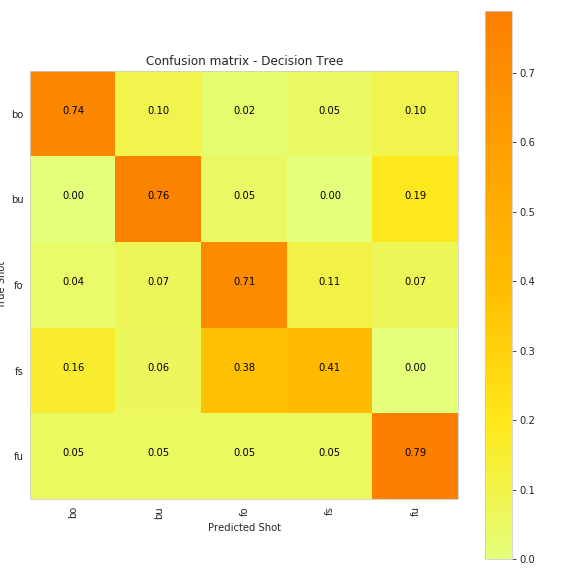 Confusion matrix - Decision Tree
bo 0.74 0.10 0.02 0.05 0.10
bu 0.00 0.76 0.05 0.00 0.19
fo 0.04 0.07 0.71 0.11 0.07
fs 0.16 0.06 0.38 0.41 0.00
fu 0.05 0.05 0.05 0.05 0.79
bo bu fo fs fu
Predicted Shot
True Shot
0.7
0.6
0.5
0.4
0.3
0.2
0.1
0.0